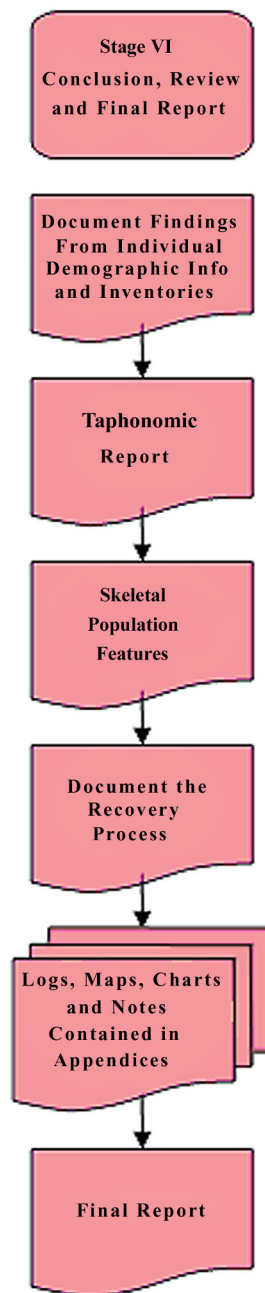 Stage VI
Conclusion, Review
and Final Report
Document Findings
From Individual
Demographic Info
and Inventories
Taphonomic
Report
Skeletal
Population
Features
Document the
Recovery
Process
Logs, Maps, Charts
and Notes
Contained in
Appendices
Final Report